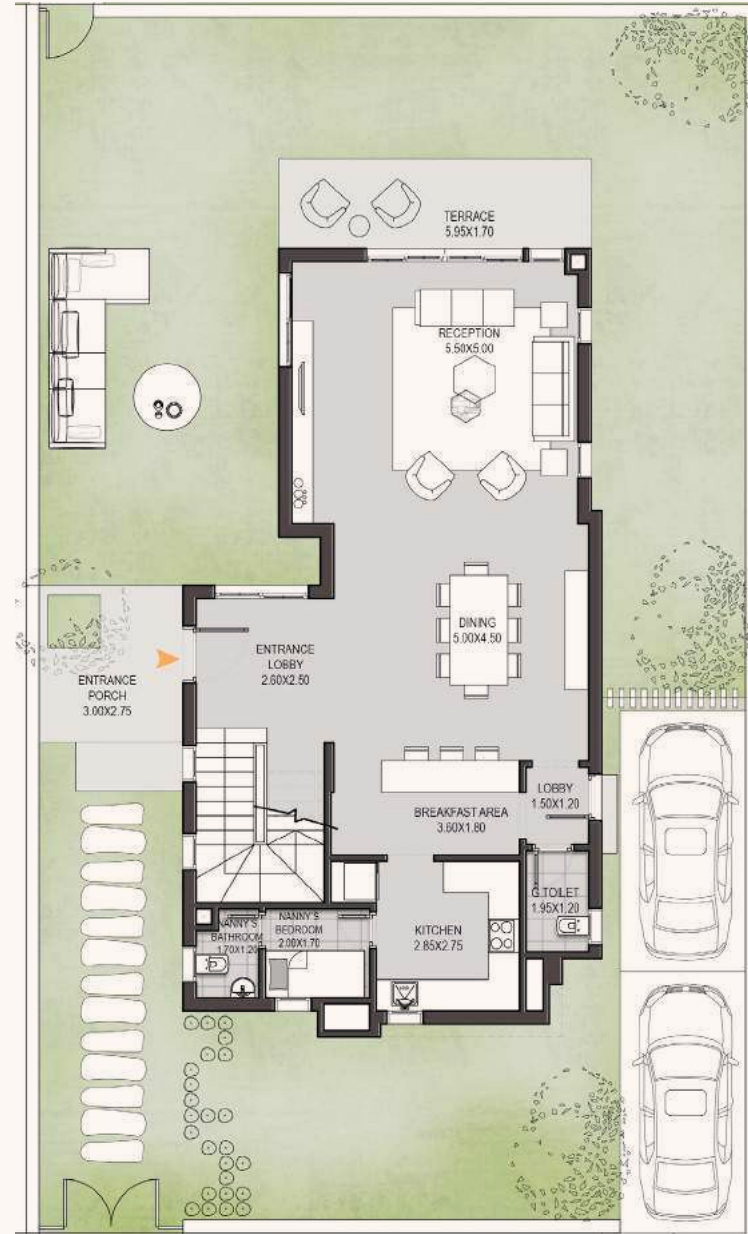 TERRACE
5.95X1.70
RECEPTION
5.50X5.00
DINING
5.00X4.50
ENTRANCE
LOBBY
2.60X2.50
ENTRANCE
PORCH
3.00X2.75
LOBBY
1.50X1.20
BREAKFAST AREA
3.60X1.80
G.TOILET
1.95X1.20
NANNY'S
BATHROOM
1.70X1.20
NANNY'S
BEDROOM
2.00X1.70
KITCHEN
2.85X2.75